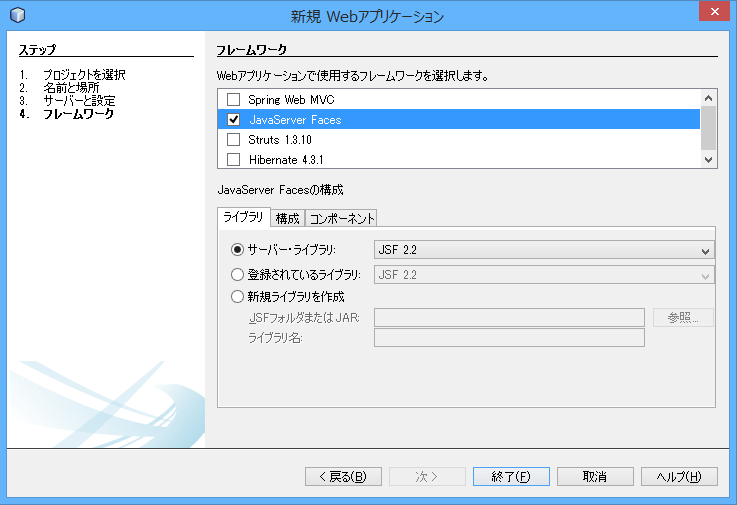 新規 Webアプリケーション
ステップ
1. プロジェクトを選択
2. 名前と場所
3. サーバーと設定
4. フレームワーク
フレームワーク
Webアプリケーションで使用するフレームワークを選択します。
Spring Web MVC
JavaServer Faces
Struts 1.3.10
Hibernate 4.3.1
JavaServer Facesの構成
ライブラリ 構成 コンポーネント
サーバー・ライブラリ: JSF 2.2
登録されているライブラリ: JSF 2.2
新規ライブラリを作成
JSFフォルダまたはJAR: 参照...
ライブラリ名:
< 戻る(B) 次 > 終了(F) 取消 ヘルプ(H)